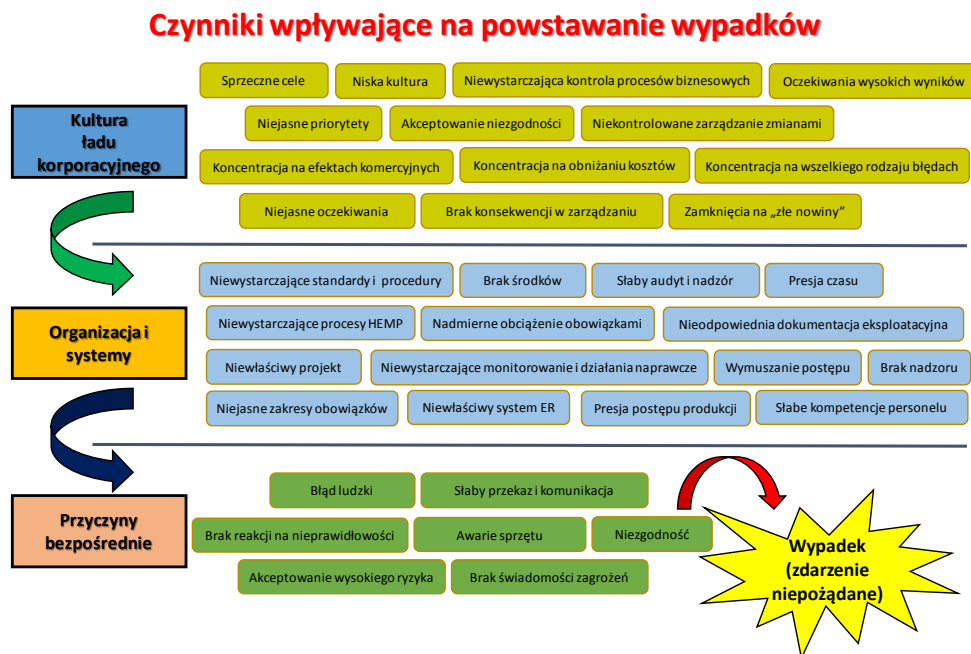 Czynniki wpływające na powstawanie wypadków
Kultura
ładu
korporacyjnego
Sprzeczne cele
Niska kultura
Niewystarczająca kontrola procesów biznesowych
Oczekiwania wysokich wyników
Niejasne priorytety
Akceptowanie niezgodności
Niekontrolowane zarządzanie zmianami
Koncentracja na efektach komercyjnych
Koncentracja na obniżaniu kosztów
Koncentracja na wszelkiego rodzaju błędach
Niejasne oczekiwania
Brak konsekwencji w zarządzaniu
Zamknięcia na „złe nowiny”
Organizacja i
systemy
Niewystarczające standardy i procedury
Brak środków
Słaby audyt i nadzór
Presja czasu
Niewystarczające procesy HEMP
Nadmierne obciążenie obowiązkami
Nieodpowiednia dokumentacja eksploatacyjna
Niewłaściwy projekt
Niewystarczające monitorowanie i działania naprawcze
Wymuszanie postępu
Brak nadzoru
Niejasne zakresy obowiązków
Niewłaściwy system ER
Presja postępu produkcji
Słabe kompetencje personelu
Przyczyny
bezpośrednie
Błąd ludzki
Słaby przekaz i komunikacja
Brak reakcji na nieprawidłowości
Awarie sprzętu
Niezgodność
Akceptowanie wysokiego ryzyka
Brak świadomości zagrożeń
Wypadek
(zdarzenie
niepożądane)